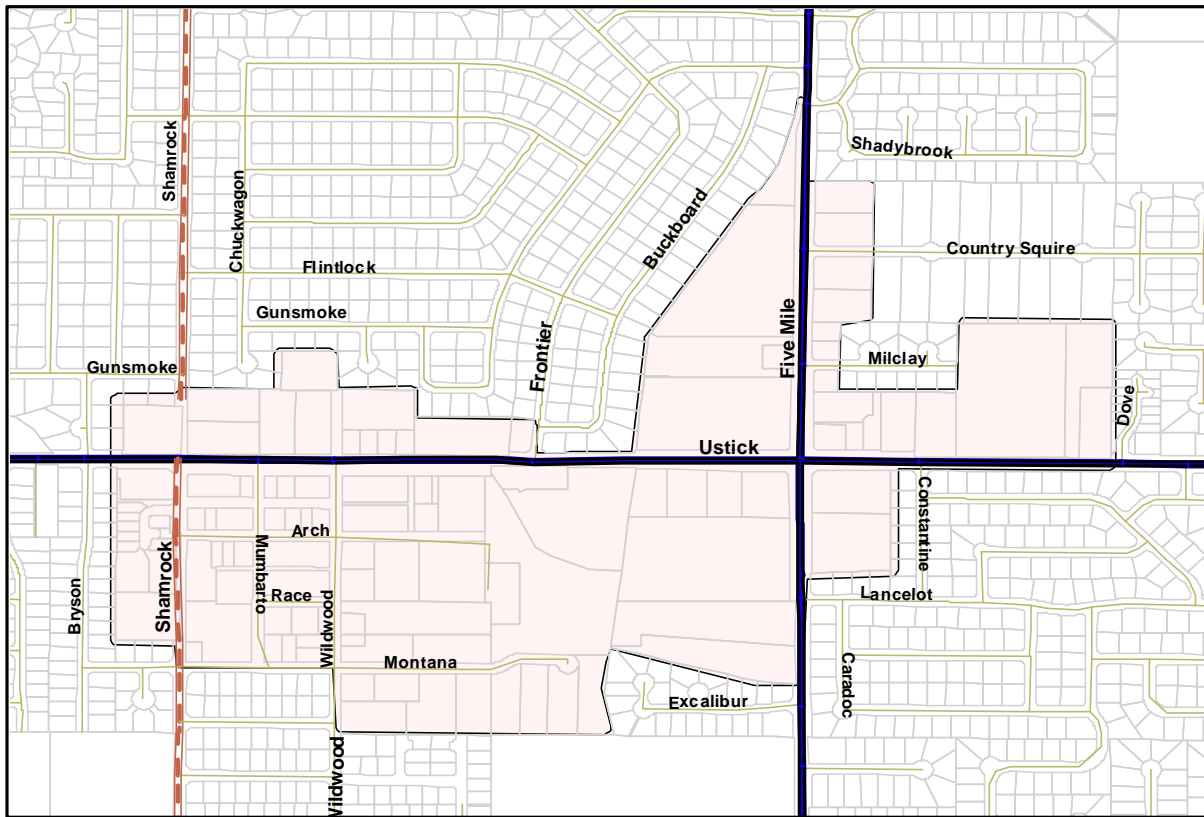 Shamrock
Shadybrook
Chuckwagon
Buckboard
Country Squire
Flintlock
Gunsmoke
Five Mile
Frontier
Gunsmoke
Milclay
Dove
Ustick
Constantine
Arch
Mumbarto
Shamrock
Bryson
Race
Wildwood
Lancelot
Montana
Caradoc
Excalibur
Wildwood